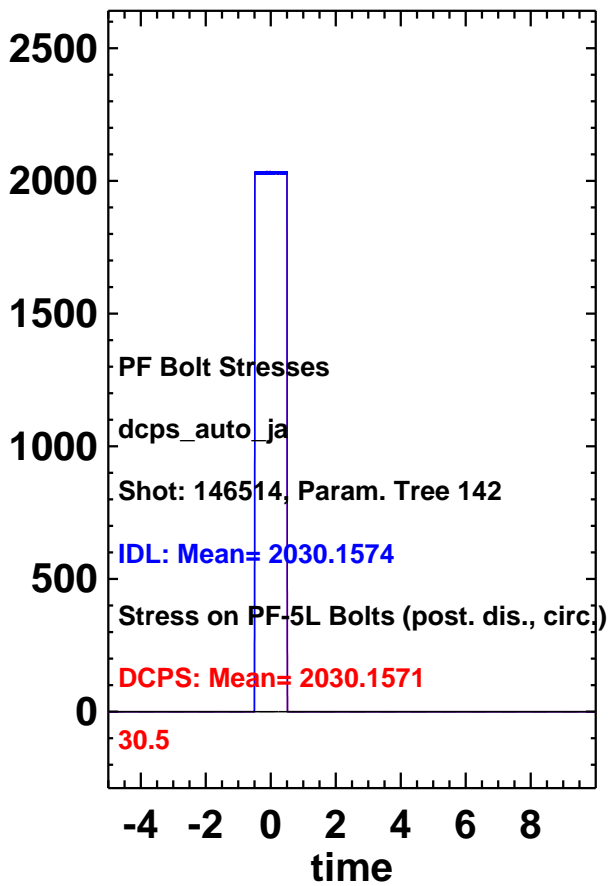 2500
2000
1500
PF Bolt Stresses
dcps_auto_ja
1000
Shot: 146514, Param. Tree 142
IDL: Mean= 2030.1574
500
Stress on PF-5L Bolts (post. dis., circ.)
DCPS: Mean= 2030.1571
0
30.5
-4 -2 0 2 4 6 8
time